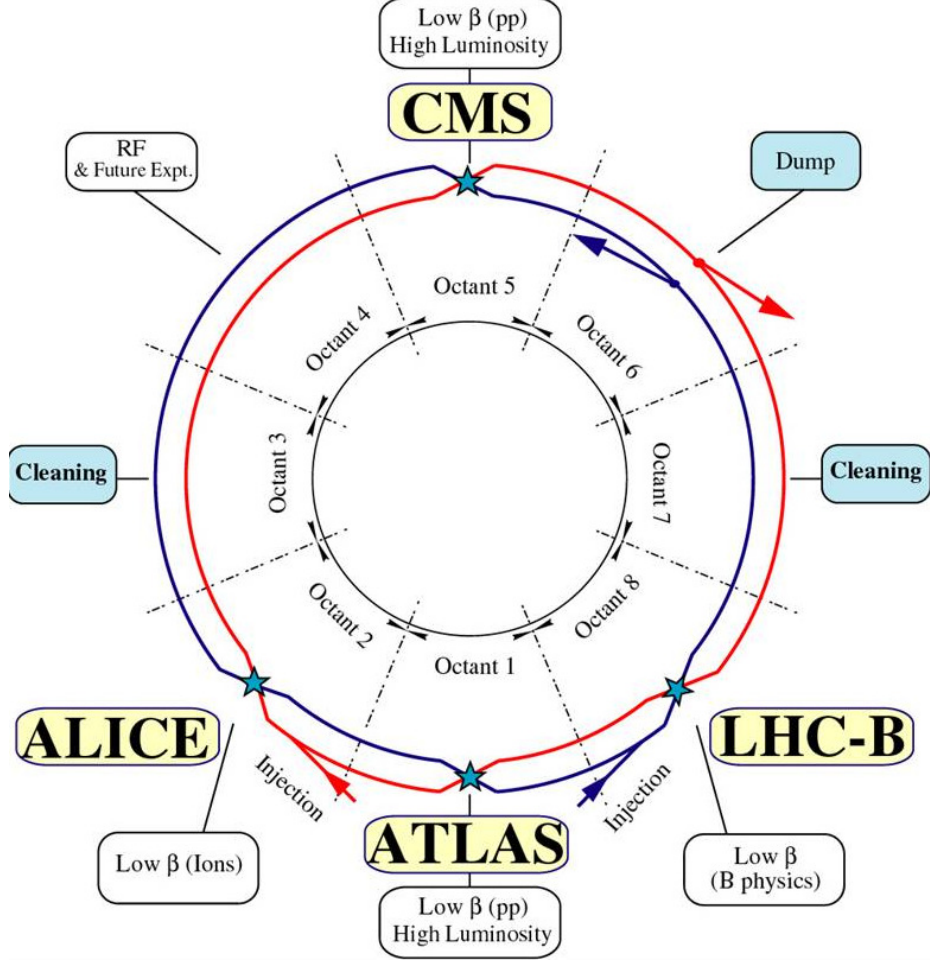 Low β (pp)
High Luminosity
CMS
RF
& Future Expt.
Dump
Octant 5
Octant 4
Octant 6
Cleaning
Octant 3
Octant 7
Cleaning
Octant 2
Octant 8
Octant 1
ALICE
LHC-B
Injection
Injection
ATLAS
Low β (Ions)
Low β
(B physics)
Low β (pp)
High Luminosity